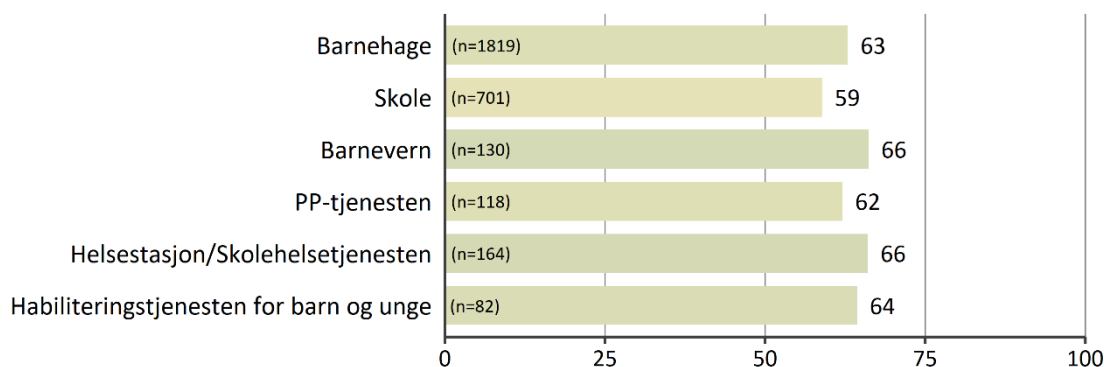 Barnehage (n=1819) 63
Skole (n=701) 59
Barnevern (n=130) 66
PP-tjenesten (n=118) 62
Helsestasjon/Skolehelsetjenesten (n=164) 66
Habiliteringstjenesten for barn og unge (n=82) 64
0 25 50 75 100